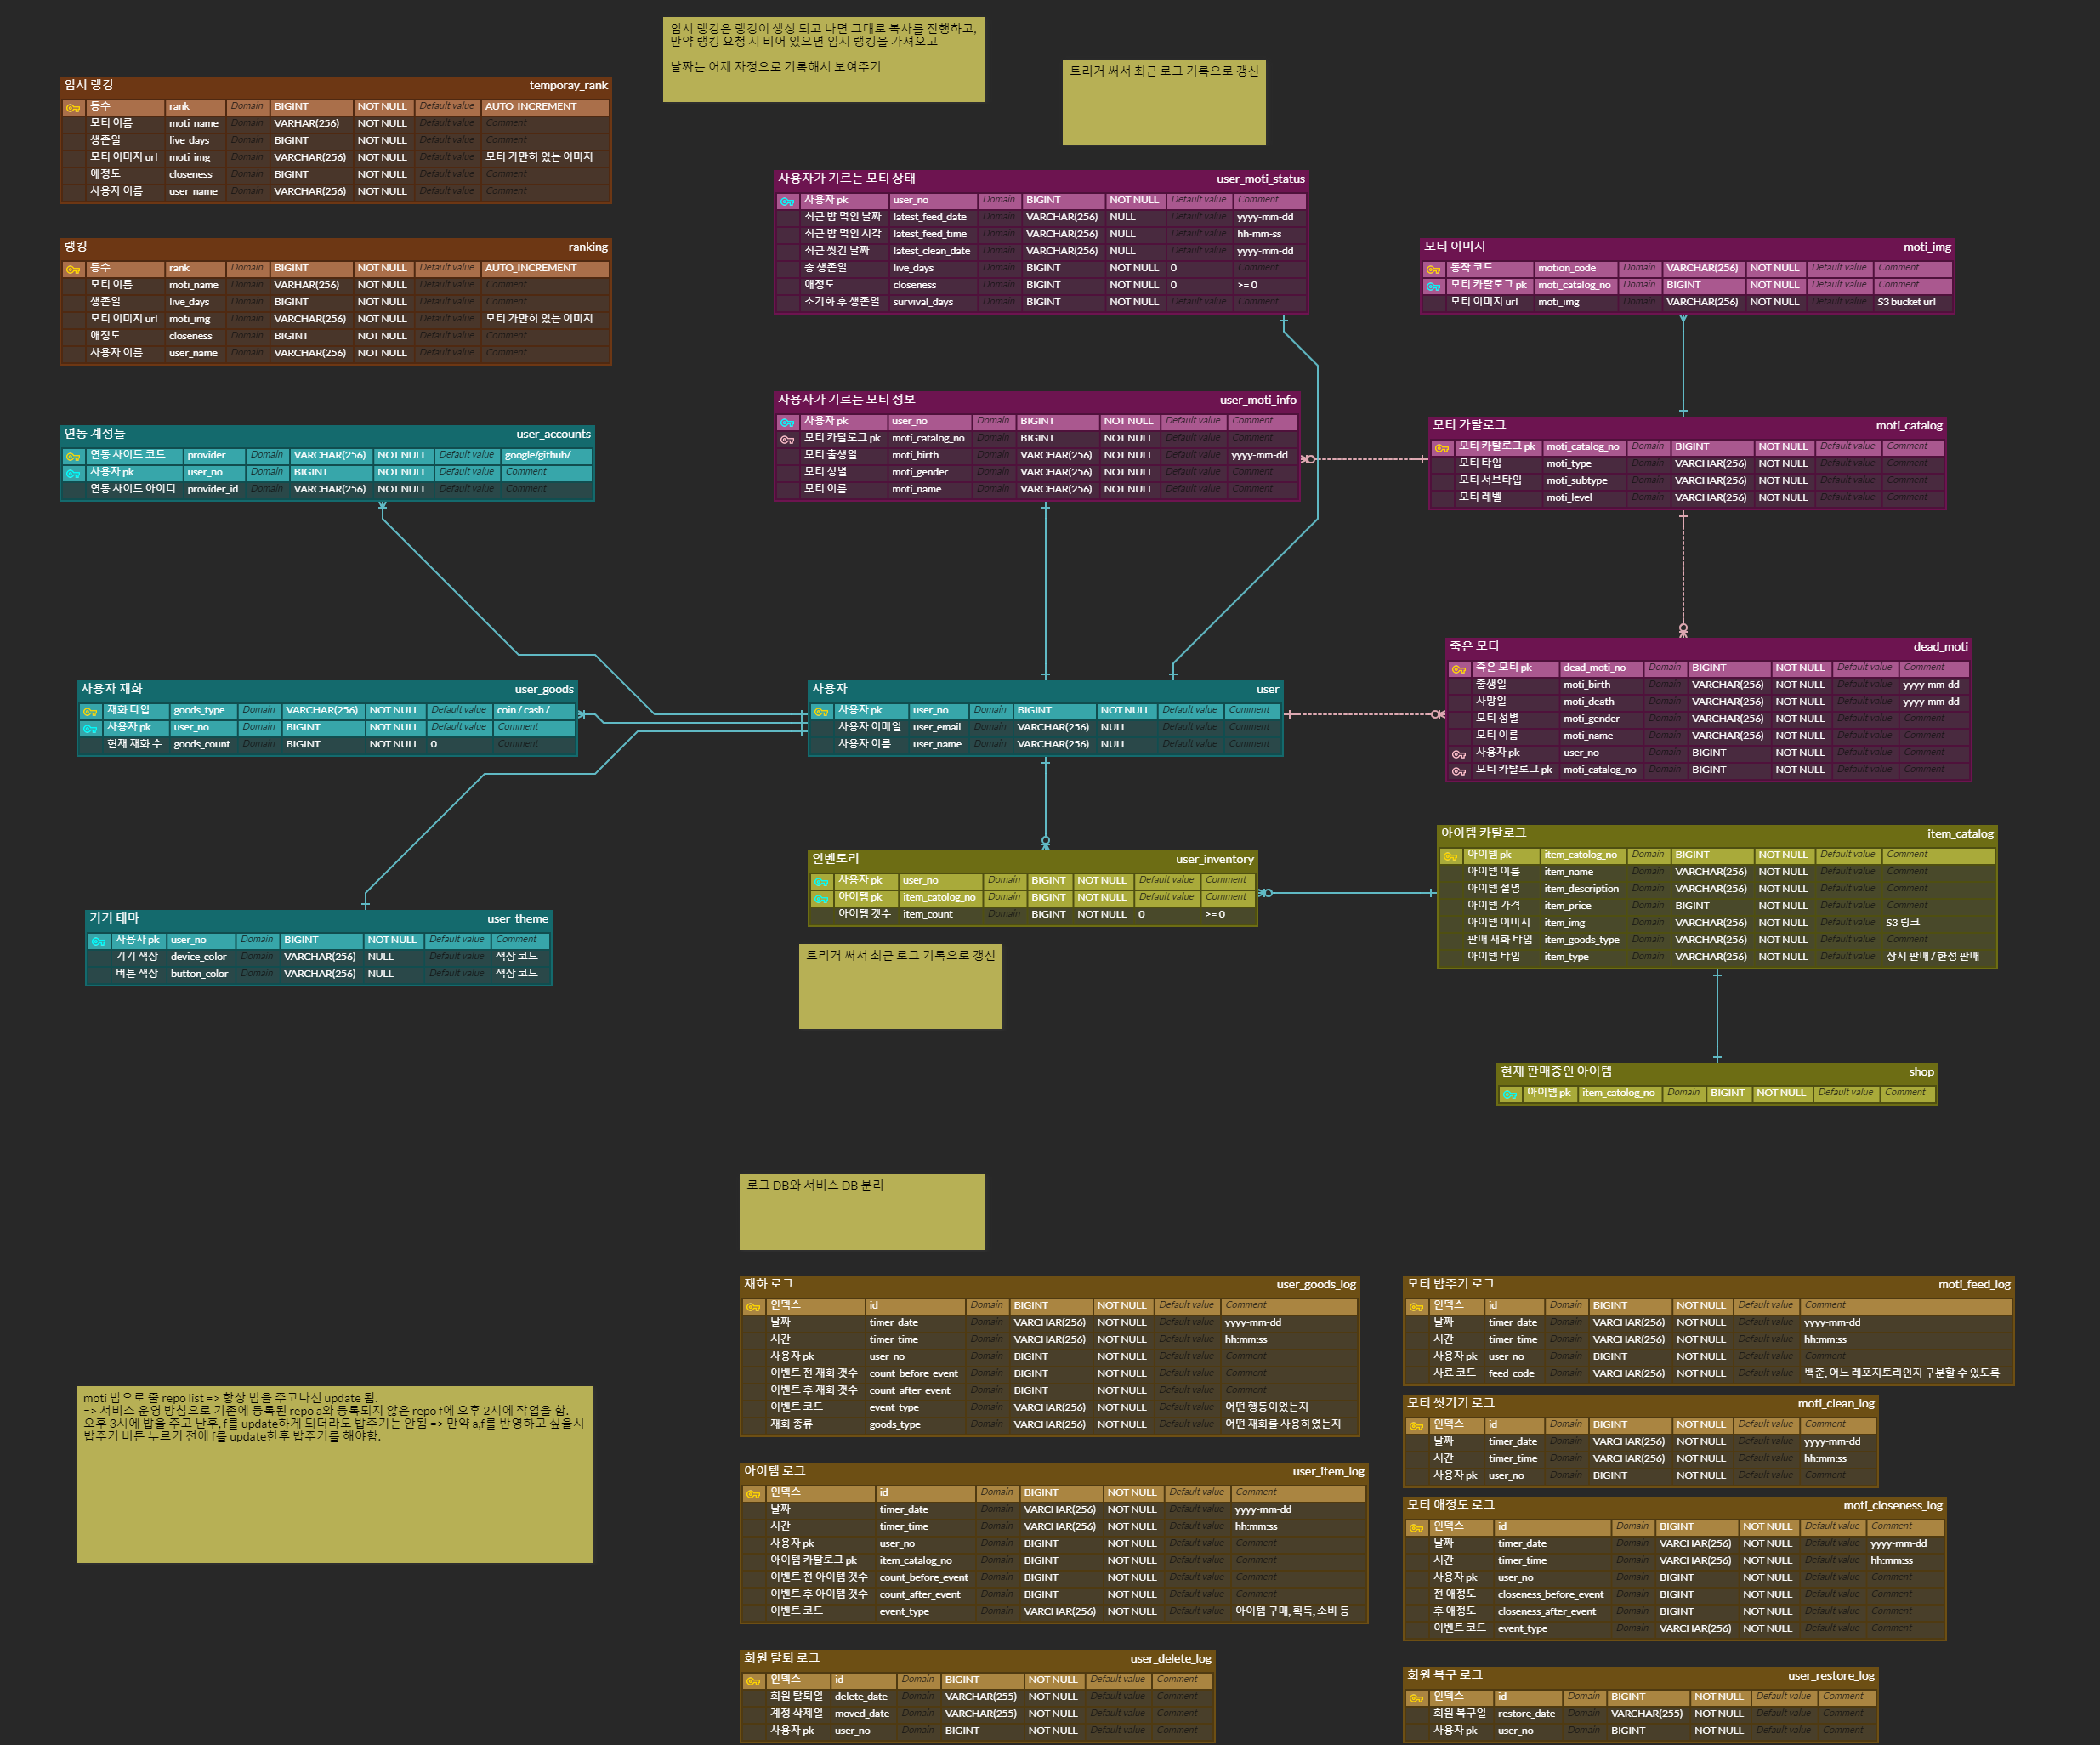 임시 랭킹은 랭킹이 생성 되고 나면 그대로 복사를 진행하고,
만약 랭킹 요청 시 비어 있으면 임시 랭킹을 가져오고
날짜는 어제 자정으로 기록해서 보여주기
트리거 써서 최근 로그 기록으로 갱신
임시 랭킹 temporay_rank
등수 rank Domain BIGINT NOT NULL Default value AUTO_INCREMENT
모티 이름 moti_name Domain VARHAR(256) NOT NULL Default value Comment
생존일 live_days Domain BIGINT NOT NULL Default value Comment
모티 이미지 url moti_img Domain VARCHAR(256) NOT NULL Default value 모티 가만히 있는 이미지
애정도 closeness Domain BIGINT NOT NULL Default value Comment
사용자 이름 user_name Domain VARCHAR(256) NOT NULL Default value Comment
랭킹 ranking
등수 rank Domain BIGINT NOT NULL Default value AUTO_INCREMENT
모티 이름 moti_name Domain VARHAR(256) NOT NULL Default value Comment
생존일 live_days Domain BIGINT NOT NULL Default value Comment
모티 이미지 url moti_img Domain VARCHAR(256) NOT NULL Default value 모티 가만히 있는 이미지
애정도 closeness Domain BIGINT NOT NULL Default value Comment
사용자 이름 user_name Domain VARCHAR(256) NOT NULL Default value Comment
사용자가 기르는 모티 상태 user_moti_status
사용자 pk user_no Domain BIGINT NOT NULL Default value Comment
최근 밥 먹인 날짜 latest_feed_date Domain VARCHAR(256) NULL Default value yyyy-mm-dd
최근 밥 먹인 시각 latest_feed_time Domain VARCHAR(256) NULL Default value hh-mm-ss
최근 씻긴 날짜 latest_clean_date Domain VARCHAR(256) NULL Default value yyyy-mm-dd
총 생존일 live_days Domain BIGINT NOT NULL 0 Comment
애정도 closeness Domain BIGINT NOT NULL 0 >= 0
초기화 후 생존일 survival_days Domain BIGINT NOT NULL Default value Comment
모티 이미지 moti_img
동작 코드 motion_code Domain VARCHAR(256) NOT NULL Default value Comment
모티 카탈로그 pk moti_catalog_no Domain BIGINT NOT NULL Default value Comment
모티 이미지 url moti_img Domain VARCHAR(256) NOT NULL Default value S3 bucket url
연동 계정들 user_accounts
연동 사이트 코드 provider Domain VARCHAR(256) NOT NULL Default value google/github/...
사용자 pk user_no Domain BIGINT NOT NULL Default value Comment
연동 사이트 아이디 provider_id Domain VARCHAR(256) NOT NULL Default value Comment
사용자가 기르는 모티 정보 user_moti_info
사용자 pk user_no Domain BIGINT NOT NULL Default value Comment
모티 카탈로그 pk moti_catalog_no Domain BIGINT NOT NULL Default value Comment
모티 출생일 moti_birth Domain VARCHAR(256) NOT NULL Default value yyyy-mm-dd
모티 성별 moti_gender Domain VARCHAR(256) NOT NULL Default value Comment
모티 이름 moti_name Domain VARCHAR(256) NOT NULL Default value Comment
모티 카탈로그 moti_catalog
모티 카탈로그 pk moti_catalog_no Domain BIGINT NOT NULL Default value Comment
모티 타입 moti_type Domain VARCHAR(256) NOT NULL Default value Comment
모티 서브타입 moti_subtype Domain VARCHAR(256) NOT NULL Default value Comment
모티 레벨 moti_level Domain VARCHAR(256) NOT NULL Default value Comment
사용자 재화 user_goods
재화 타입 goods_type Domain VARCHAR(256) NOT NULL Default value coin / cash / ...
사용자 pk user_no Domain BIGINT NOT NULL Default value Comment
현재 재화 수 goods_count Domain BIGINT NOT NULL 0 Comment
사용자 user
사용자 pk user_no Domain BIGINT NOT NULL Default value Comment
사용자 이메일 user_email Domain VARCHAR(256) NULL Default value Comment
사용자 이름 user_name Domain VARCHAR(256) NULL Default value Comment
죽은 모티 dead_moti
죽은 모티 pk dead_moti_no Domain BIGINT NOT NULL Default value Comment
출생일 moti_birth Domain VARCHAR(256) NOT NULL Default value yyyy-mm-dd
사망일 moti_death Domain VARCHAR(256) NOT NULL Default value yyyy-mm-dd
모티 성별 moti_gender Domain VARCHAR(256) NOT NULL Default value Comment
모티 이름 moti_name Domain VARCHAR(256) NOT NULL Default value Comment
사용자 pk user_no Domain BIGINT NOT NULL Default value Comment
모티 카탈로그 pk moti_catalog_no Domain BIGINT NOT NULL Default value Comment
기기 테마 user_theme
사용자 pk user_no Domain BIGINT NOT NULL Default value Comment
기기 색상 device_color Domain VARCHAR(256) NULL Default value 색상 코드
버튼 색상 button_color Domain VARCHAR(256) NULL Default value 색상 코드
인벤토리 user_inventory
사용자 pk user_no Domain BIGINT NOT NULL Default value Comment
아이템 pk item_catolog_no Domain BIGINT NOT NULL Default value Comment
아이템 갯수 item_count Domain BIGINT NOT NULL 0 >= 0
트리거 써서 최근 로그 기록으로 갱신
아이템 카탈로그 item_catalog
아이템 pk item_catolog_no Domain BIGINT NOT NULL Default value Comment
아이템 이름 item_name Domain VARCHAR(256) NOT NULL Default value Comment
아이템 설명 item_description Domain VARCHAR(256) NOT NULL Default value Comment
아이템 가격 item_price Domain BIGINT NOT NULL Default value Comment
아이템 이미지 item_img Domain VARCHAR(256) NOT NULL Default value S3 링크
판매 재화 타입 item_goods_type Domain VARCHAR(256) NOT NULL Default value Comment
아이템 타입 item_type Domain VARCHAR(256) NOT NULL Default value 상시 판매 / 한정 판매
현재 판매중인 아이템 shop
아이템 pk item_catolog_no Domain BIGINT NOT NULL Default value Comment
로그 DB와 서비스 DB 분리
moti 밥으로 줄 repo list => 항상 밥을 주고나선 update 됨.
=> 서비스 운영 방침으로 기존에 등록된 repo a와 등록되지 않은 repo f에 오후 2시에 작업을 함.
오후 3시에 밥을 주고 난후, f를 update하게 되더라도 밥주기는 안됨 => 만약 a,f를 반영하고 싶을시
밥주기 버튼 누르기 전에 f를 update한후 밥주기를 해야함.
재화 로그 user_goods_log
인덱스 id Domain BIGINT NOT NULL Default value Comment
날짜 timer_date Domain VARCHAR(256) NOT NULL Default value yyyy-mm-dd
시간 timer_time Domain VARCHAR(256) NOT NULL Default value hh:mm:ss
사용자 pk user_no Domain BIGINT NOT NULL Default value Comment
이벤트 전 재화 갯수 count_before_event Domain BIGINT NOT NULL Default value Comment
이벤트 후 재화 갯수 count_after_event Domain BIGINT NOT NULL Default value Comment
이벤트 코드 event_type Domain VARCHAR(256) NOT NULL Default value 어떤 행동이었는지
재화 종류 goods_type Domain VARCHAR(256) NOT NULL Default value 어떤 재화를 사용하였는지
아이템 로그 user_item_log
인덱스 id Domain BIGINT NOT NULL Default value Comment
날짜 timer_date Domain VARCHAR(256) NOT NULL Default value yyyy-mm-dd
시간 timer_time Domain VARCHAR(256) NOT NULL Default value hh:mm:ss
사용자 pk user_no Domain BIGINT NOT NULL Default value Comment
아이템 카탈로그 pk item_catalog_no Domain BIGINT NOT NULL Default value Comment
이벤트 전 아이템 갯수 count_before_event Domain BIGINT NOT NULL Default value Comment
이벤트 후 아이템 갯수 count_after_event Domain BIGINT NOT NULL Default value Comment
이벤트 코드 event_type Domain VARCHAR(256) NOT NULL Default value 아이템 구매, 획득, 소비 등
회원 탈퇴 로그 user_delete_log
인덱스 id Domain BIGINT NOT NULL Default value Comment
회원 탈퇴일 delete_date Domain VARCHAR(255) NOT NULL Default value Comment
계정 삭제일 moved_date Domain VARCHAR(255) NOT NULL Default value Comment
사용자 pk user_no Domain BIGINT NOT NULL Default value Comment
모티 밥주기 로그 moti_feed_log
인덱스 id Domain BIGINT NOT NULL Default value Comment
날짜 timer_date Domain VARCHAR(256) NOT NULL Default value yyyy-mm-dd
시간 timer_time Domain VARCHAR(256) NOT NULL Default value hh:mm:ss
사용자 pk user_no Domain BIGINT NOT NULL Default value Comment
사료 코드 feed_code Domain VARCHAR(256) NOT NULL Default value 백준, 어느 레포지토리인지 구분할 수 있도록
모티 씻기기 로그 moti_clean_log
인덱스 id Domain BIGINT NOT NULL Default value Comment
날짜 timer_date Domain VARCHAR(256) NOT NULL Default value yyyy-mm-dd
시간 timer_time Domain VARCHAR(256) NOT NULL Default value hh:mm:ss
사용자 pk user_no Domain BIGINT NOT NULL Default value Comment
모티 애정도 로그 moti_closeness_log
인덱스 id Domain BIGINT NOT NULL Default value Comment
날짜 timer_date Domain VARCHAR(256) NOT NULL Default value yyyy-mm-dd
시간 timer_time Domain VARCHAR(256) NOT NULL Default value hh:mm:ss
사용자 pk user_no Domain BIGINT NOT NULL Default value Comment
전 애정도 closeness_before_event Domain BIGINT NOT NULL Default value Comment
후 애정도 closeness_after_event Domain BIGINT NOT NULL Default value Comment
이벤트 코드 event_type Domain VARCHAR(256) NOT NULL Default value Comment
회원 복구 로그 user_restore_log
인덱스 id Domain BIGINT NOT NULL Default value Comment
회원 복구일 restore_date Domain VARCHAR(255) NOT NULL Default value Comment
사용자 pk user_no Domain BIGINT NOT NULL Default value Comment